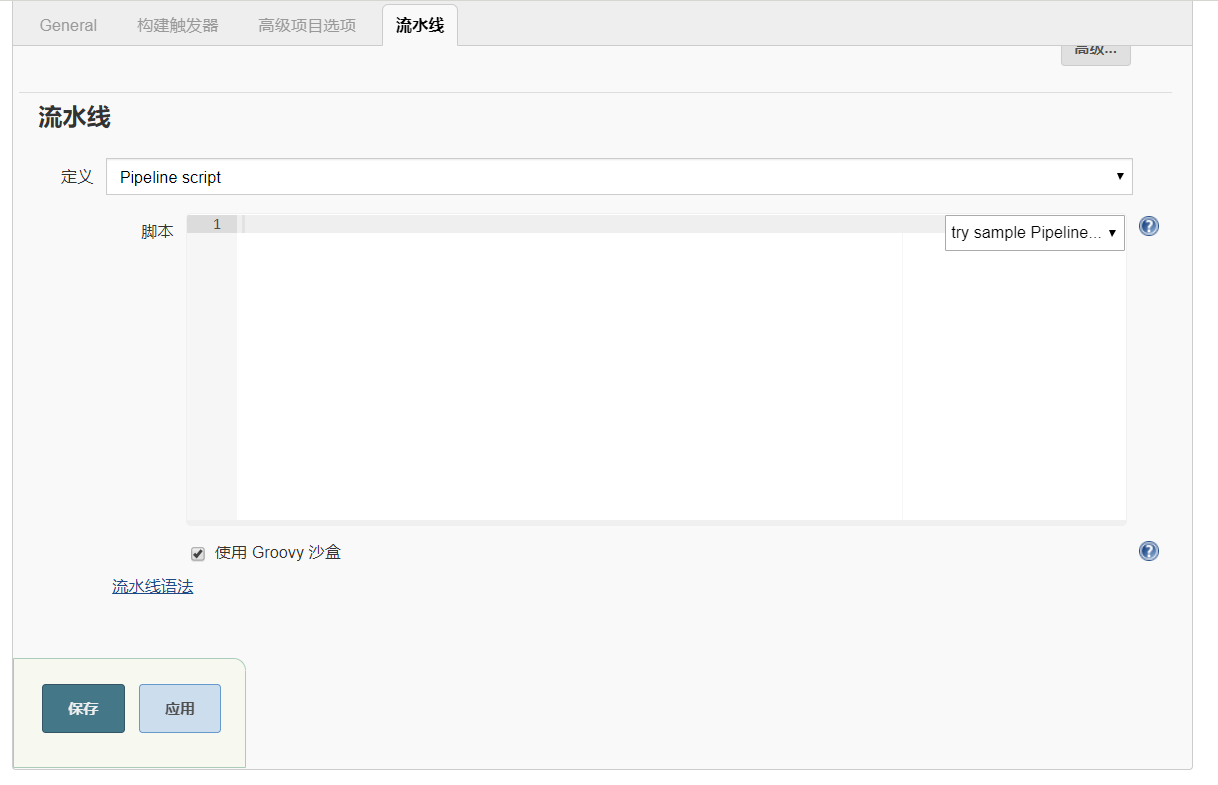 General 构建触发器 高级项目选项 流水线
高级...
流水线
定义 Pipeline script
脚本 1 try sample Pipeline...
使用 Groovy 沙盒
流水线语法
保存 应用